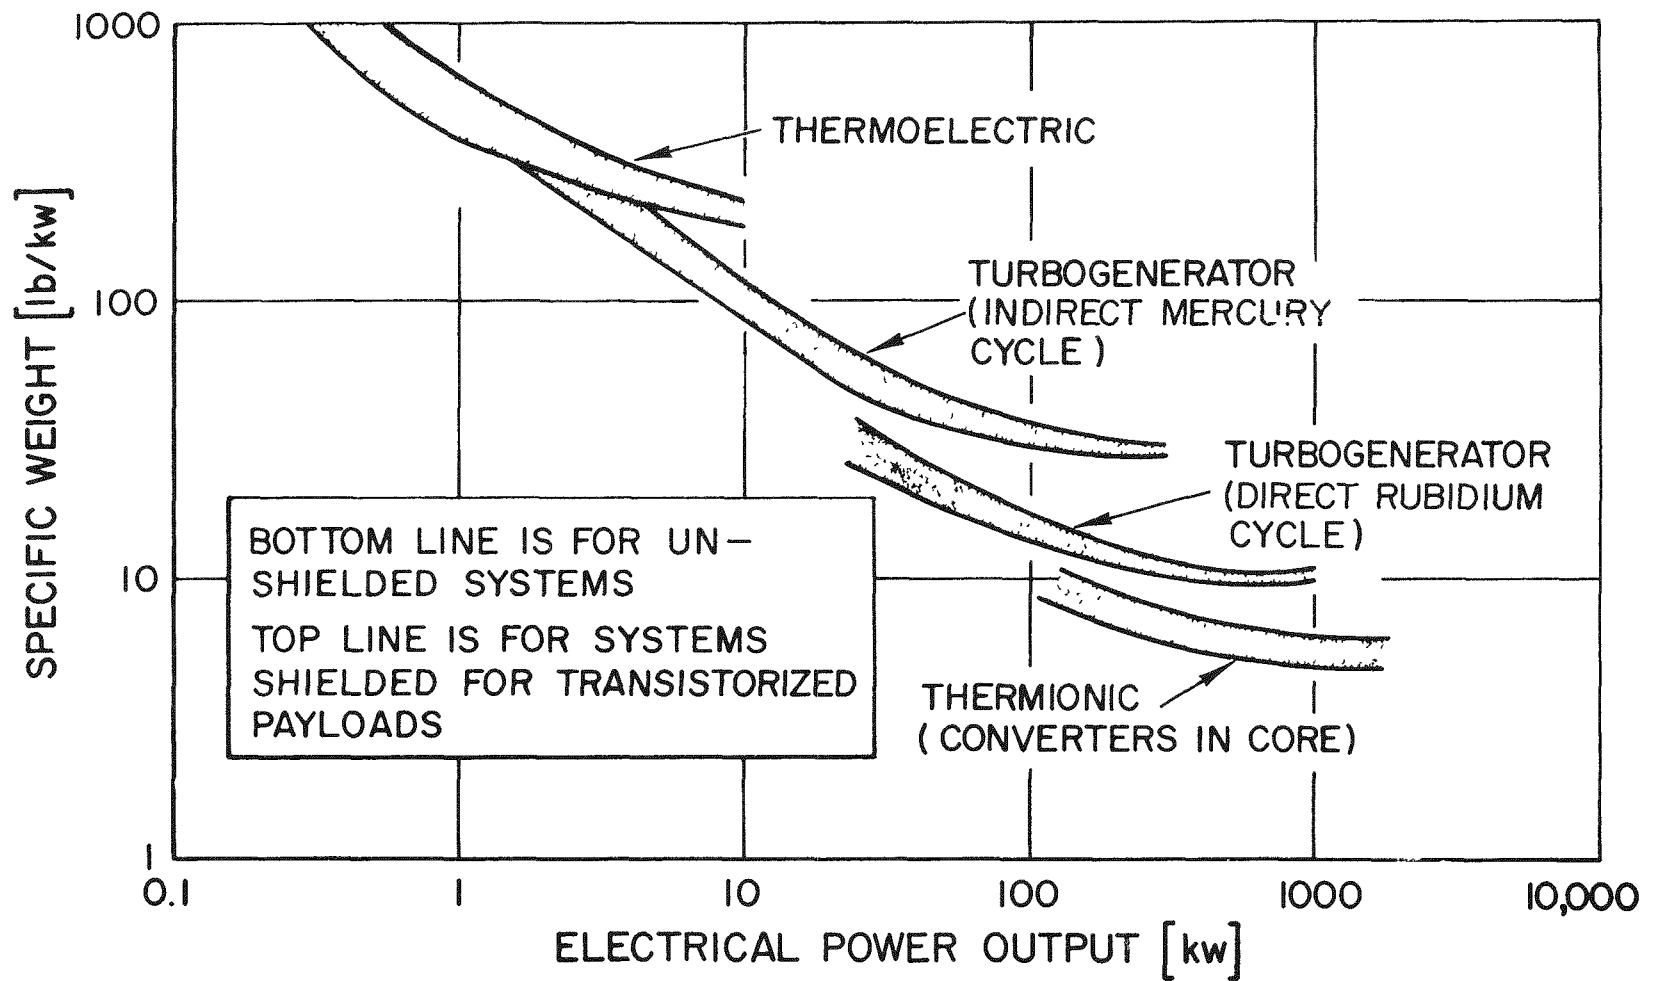 1000
100
10
1
SPECIFIC WEIGHT [lb/kw]
THERMOELECTRIC
TURBOGENERATOR
(INDIRECT MERCURY
CYCLE)
TURBOGENERATOR
(DIRECT RUBIDIUM
CYCLE)
THERMIONIC
(CONVERTERS IN CORE)
BOTTOM LINE IS FOR UN-
SHIELDED SYSTEMS
TOP LINE IS FOR SYSTEMS
SHIELDED FOR TRANSISTORIZED
PAYLOADS
0.1 1 10 100 1000 10,000
ELECTRICAL POWER OUTPUT [kw]